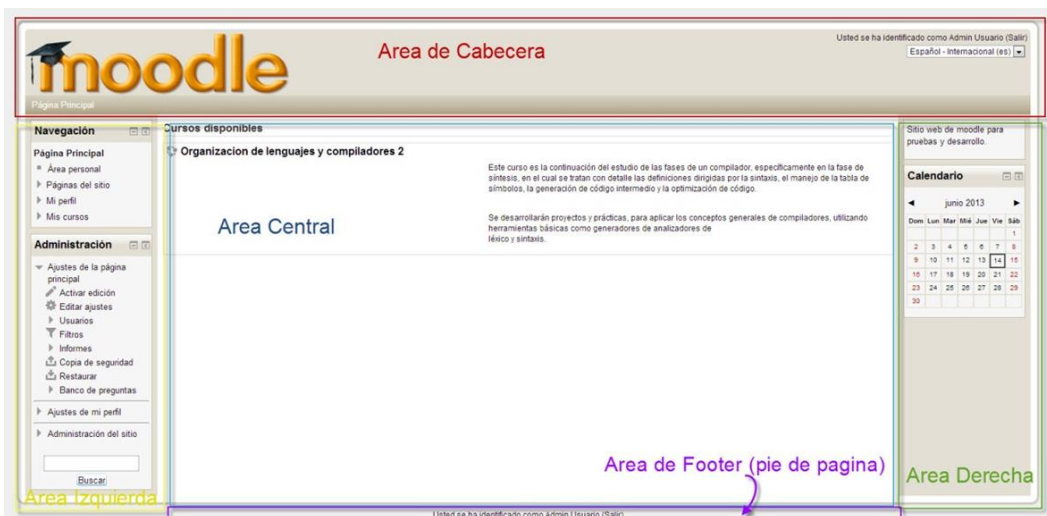 moodle
Area de Cabecera
Usted se ha identificado como Admin Usuario (Salir)
Español - Internacional (es)
Página Principal
Navegación
Página Principal
Área personal
Páginas del sitio
Mi perfil
Mis cursos
Administración
Ajustes de la página
principal
Activar edición
Editar ajustes
Usuarios
Filtros
Informes
Copia de seguridad
Restaurar
Banco de preguntas
Ajustes de mi perfil
Administración del sitio
Buscar
Area Izquierda
Cursos disponibles
Organizacion de lenguajes y compiladores 2
Este curso es la continuación del estudio de las fases de un compilador, específicamente en la fase de
síntesis, en el cual se tratan con detalle las definiciones dirigidas por la sintaxis, el manejo de la tabla de
símbolos, la generación de código intermedio y la optimización de código.
Se desarrollarán proyectos y prácticas, para aplicar los conceptos generales de compiladores, utilizando
herramientas básicas como generadores de analizadores de
léxico y sintaxis.
Area Central
Area de Footer (pie de pagina)
Usted se ha identificado como Admin Usuario (Salir)
Sitio web de moodle para
pruebas y desarrollo.
Calendario
junio 2013
Dom Lun Mar Mié Jue Vie Sáb
1
2 3 4 5 6 7 8
9 10 11 12 13 14 15
16 17 18 19 20 21 22
23 24 25 26 27 28 29
30
Area Derecha